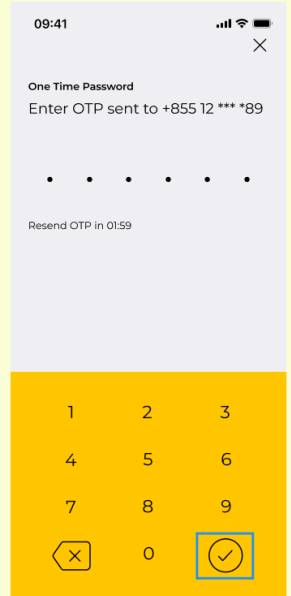 09:41
One Time Password
Enter OTP sent to +855 12 *** *89
Resend OTP in 01:59
1 2 3
4 5 6
7 8 9
0